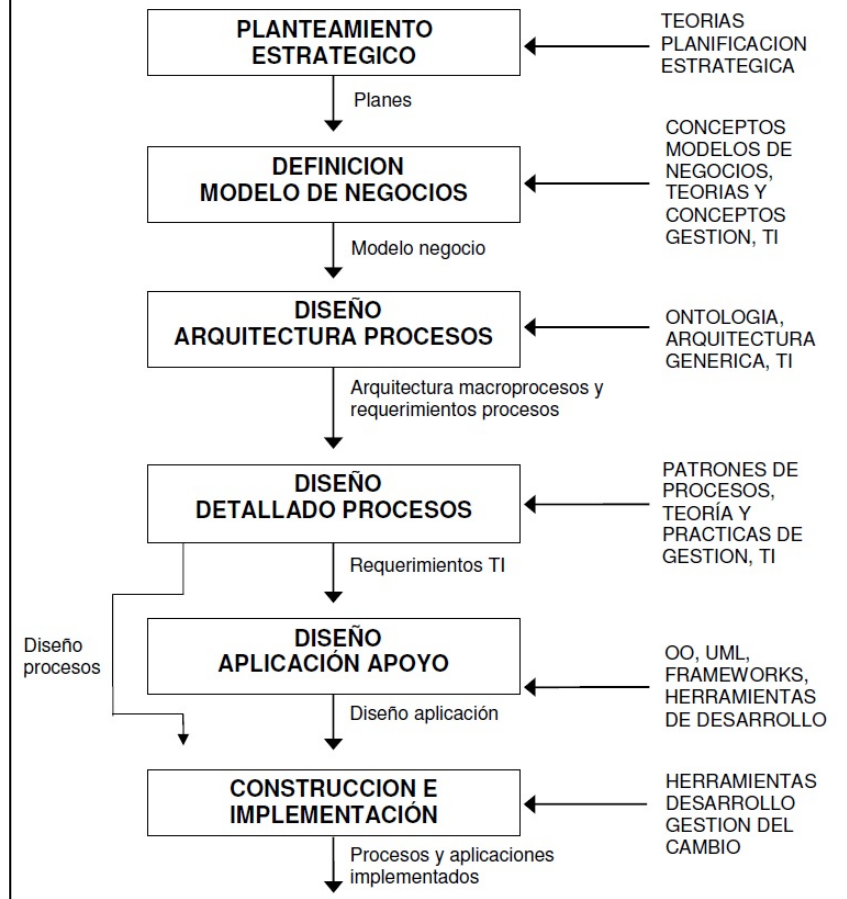 PLANTEAMIENTO
ESTRATEGICO
TEORIAS
PLANIFICACION
ESTRATEGICA
Planes
DEFINICION
MODELO DE NEGOCIOS
CONCEPTOS
MODELOS DE
NEGOCIOS,
TEORIAS Y
CONCEPTOS
GESTION, TI
Modelo negocio
DISEÑO
ARQUITECTURA PROCESOS
ONTOLOGIA,
ARQUITECTURA
GENERICA, TI
Arquitectura macroprocesos y
requerimientos procesos
DISEÑO
DETALLADO PROCESOS
PATRONES DE
PROCESOS,
TEORÍA Y
PRACTICAS DE
GESTION, TI
Requerimientos TI
Diseño
procesos
DISEÑO
APLICACIÓN APOYO
OO, UML,
FRAMEWORKS,
HERRAMIENTAS
DE DESARROLLO
Diseño aplicación
CONSTRUCCION E
IMPLEMENTACIÓN
HERRAMIENTAS
DESARROLLO
GESTION DEL
CAMBIO
Procesos y aplicaciones
implementados